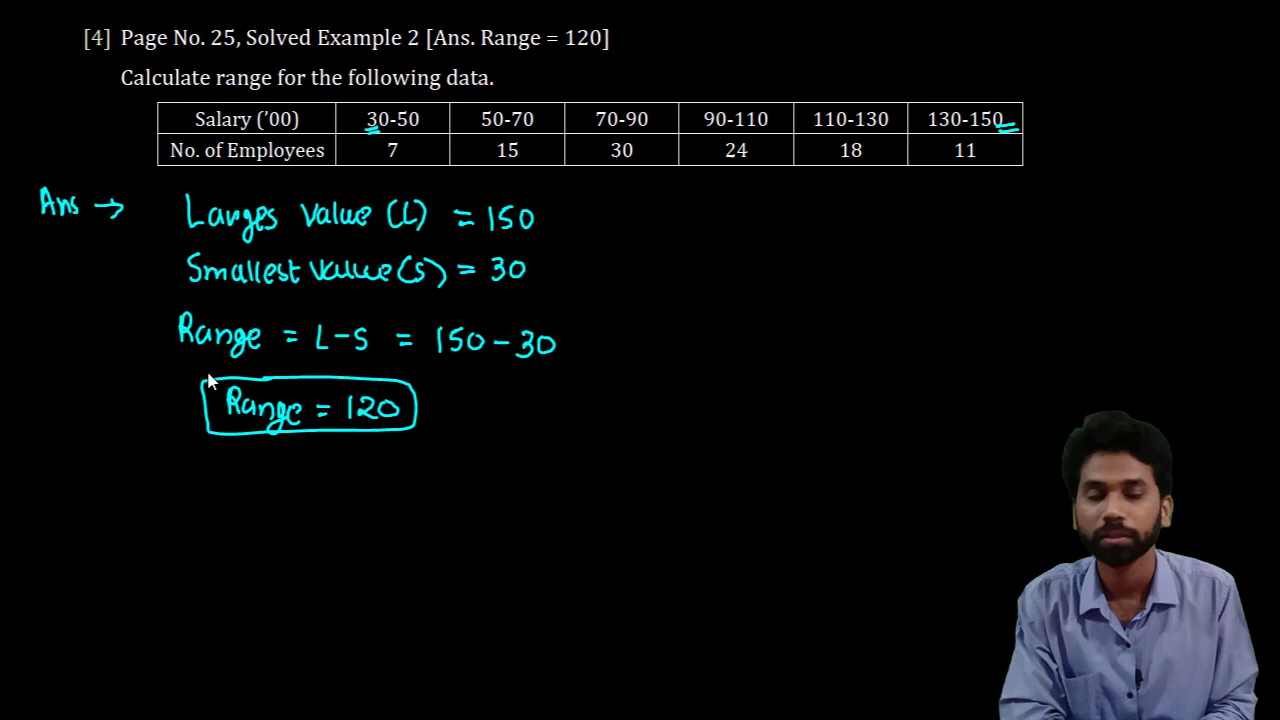 [4] Page No. 25, Solved Example 2 [Ans. Range = 120]
Calculate range for the following data.
Salary ('00) 30-50 50-70 70-90 90-110 110-130 130-150
No. of Employees 7 15 30 24 18 11
Ans → Larges Value (L) = 150
Smallest Value (S) = 30
Range = L-S = 150-30
Range = 120